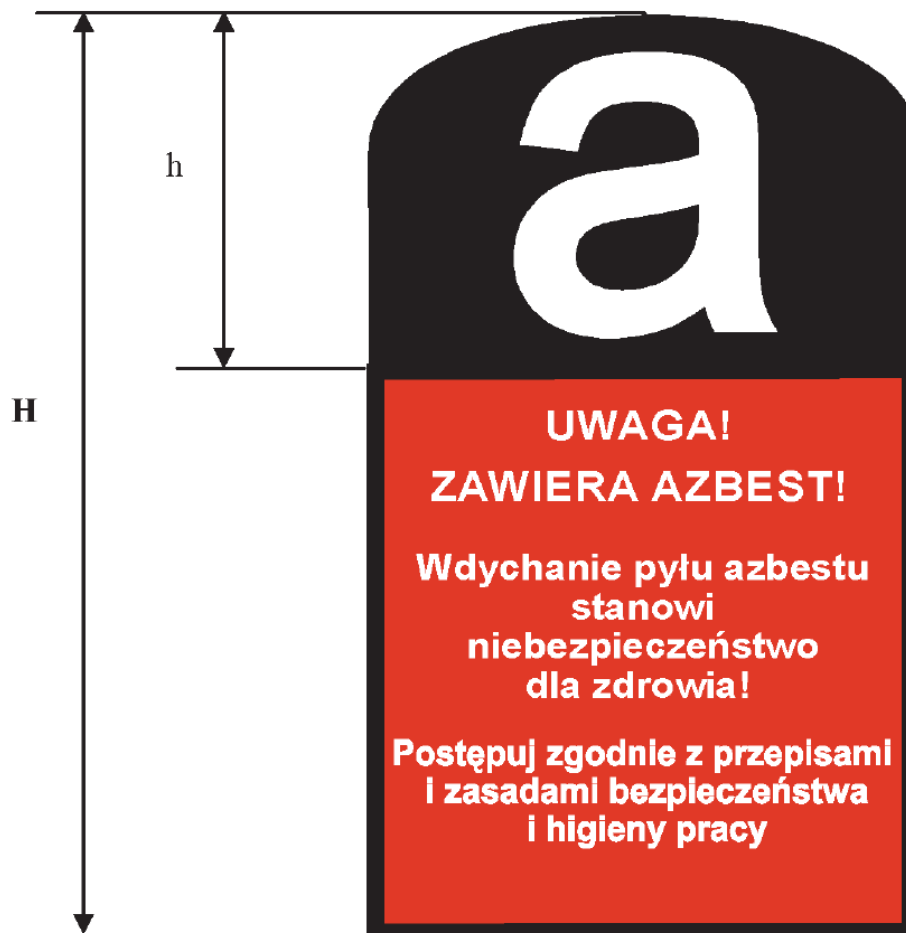 h
H
a
UWAGA!
ZAWIERA AZBEST!
Wdychanie pyłu azbestu
stanowi
niebezpieczeństwo
dla zdrowia!
Postępuj zgodnie z przepisami
i zasadami bezpieczeństwa
i higieny pracy